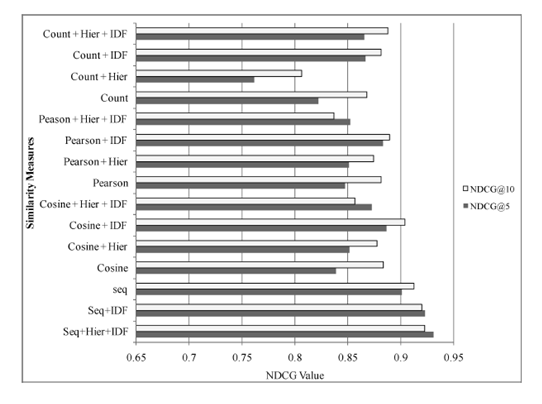 Count + Hier + IDF
Count + IDF
Count + Hier
Count
Peason + Hier + IDF
Pearson + IDF
Pearson + Hier
Pearson
Cosine + Hier + IDF
Cosine + IDF
Cosine + Hier
Cosine
seq
Seq+IDF
Seq+Hier+IDF
Similarity Measures
0.65 0.7 0.75 0.8 0.85 0.9 0.95
NDCG Value
NDCG@10
NDCG@5